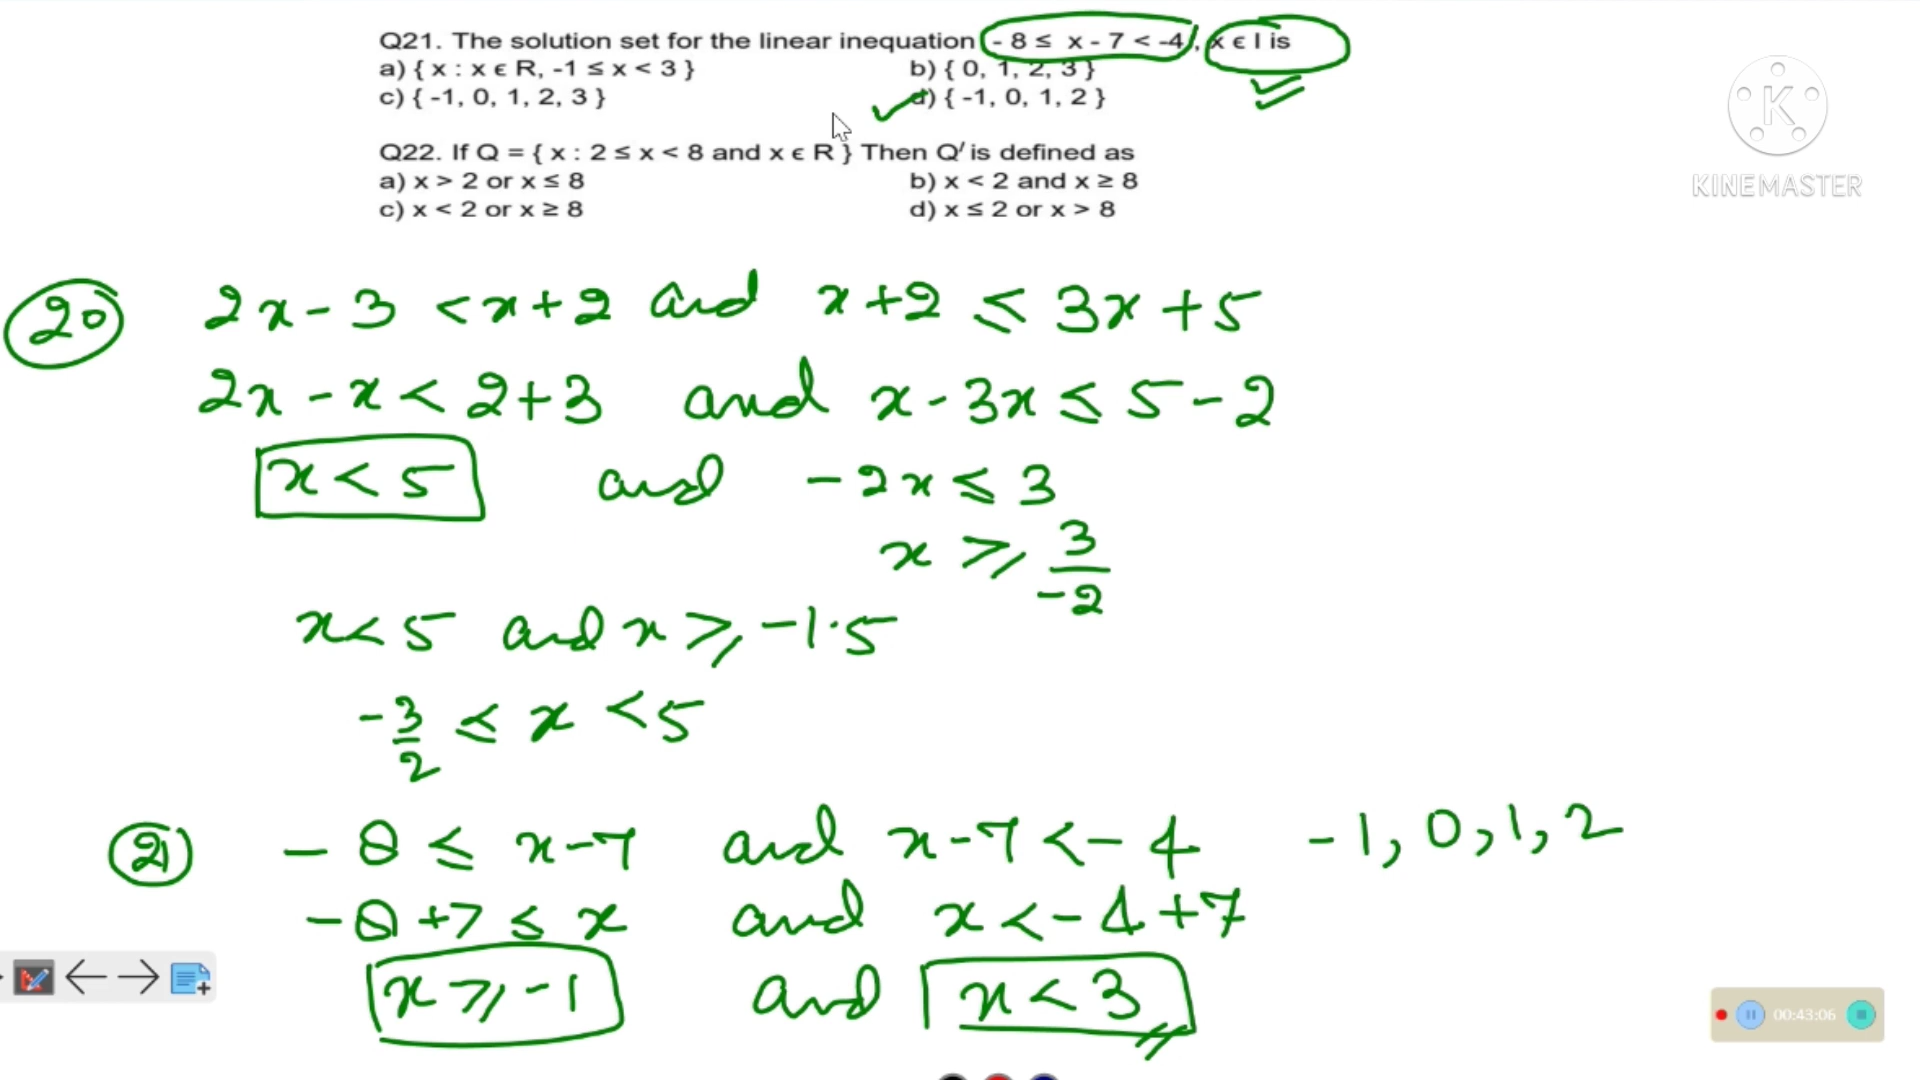 Q21. The solution set for the linear inequation - 8 ≤ x - 7 < -4 , x ϵ I is
a) { x : x ϵ R, -1 ≤ x < 3 } b) { 0, 1, 2, 3 }
c) { -1, 0, 1, 2, 3 } d) { -1, 0, 1, 2 }
Q22. If Q = { x : 2 ≤ x < 8 and x ϵ R } Then Q′ is defined as
a) x > 2 or x ≤ 8 b) x < 2 and x ≥ 8
c) x < 2 or x ≥ 8 d) x ≤ 2 or x > 8
K
KINEMASTER
20 2x - 3 < x + 2 and x + 2 ≤ 3x + 5
2x - x < 2 + 3 and x - 3x ≤ 5 - 2
x < 5 and - 2x ≤ 3
x ≥ 3/-2
x < 5 and x ≥ -1.5
-3/2 ≤ x < 5
21 - 8 ≤ x - 7 and x - 7 < - 4 - 1, 0, 1, 2
- 8 + 7 ≤ x and x < - 4 + 7
x ≥ - 1 and x < 3
00:43:06